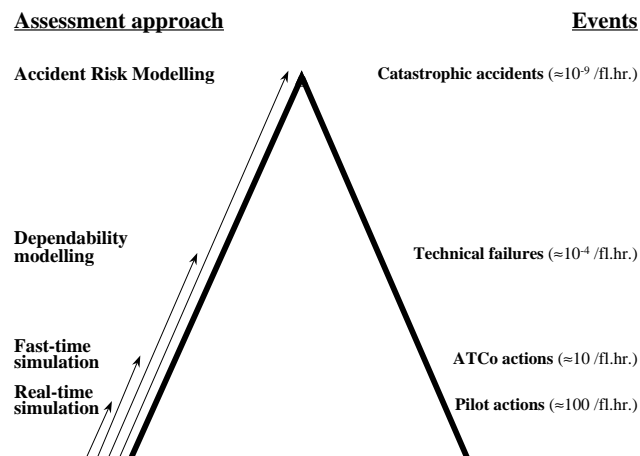 Assessment approach Events
Accident Risk Modelling Catastrophic accidents (≈10⁻⁹ /fl.hr.)
Dependability
modelling Technical failures (≈10⁻⁴ /fl.hr.)
Fast-time
simulation ATCo actions (≈10 /fl.hr.)
Real-time
simulation Pilot actions (≈100 /fl.hr.)